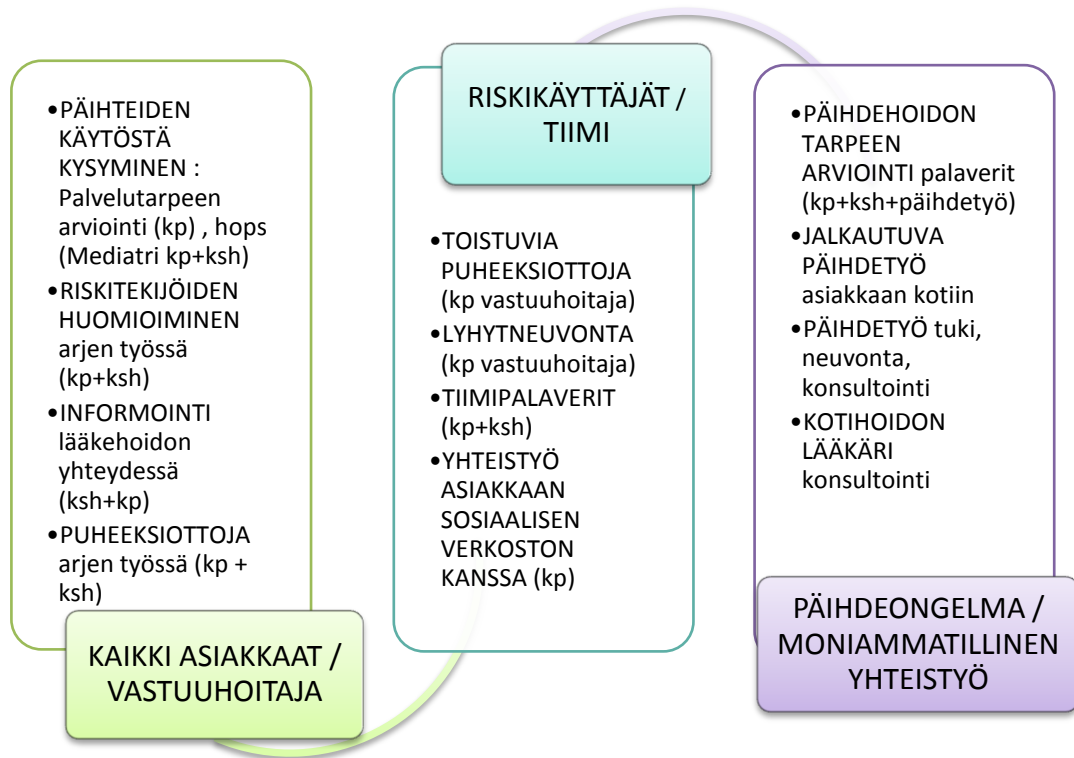 •PÄIHTEIDEN
KÄYTÖSTÄ
KYSYMINEN :
Palvelutarpeen
arviointi (kp) , hops
(Mediatri kp+ksh)
•RISKITEKIJÖIDEN
HUOMIOIMINEN
arjen työssä
(kp+ksh)
•INFORMOINTI
lääkehoidon
yhteydessä
(ksh+kp)
•PUHEEKSIOTTOJA
arjen työssä (kp +
ksh)
KAIKKI ASIAKKAAT /
VASTUUHOITAJA
RISKIKÄYTTÄJÄT /
TIIMI
•TOISTUVIA
PUHEEKSIOTTOJA
(kp vastuuhoitaja)
•LYHYTNEUVONTA
(kp vastuuhoitaja)
•TIIMIPALAVERIT
(kp+ksh)
•YHTEISTYÖ
ASIAKKAAN
SOSIAALISEN
VERKOSTON
KANSSA (kp)
•PÄIHDEHOIDON
TARPEEN
ARVIOINTI palaverit
(kp+ksh+päihdetyö)
•JALKAUTUVA
PÄIHDETYÖ
asiakkaan kotiin
•PÄIHDETYÖ tuki,
neuvonta,
konsultointi
•KOTIHOIDON
LÄÄKÄRI
konsultointi
PÄIHDEONGELMA /
MONIAMMATILLINEN
YHTEISTYÖ